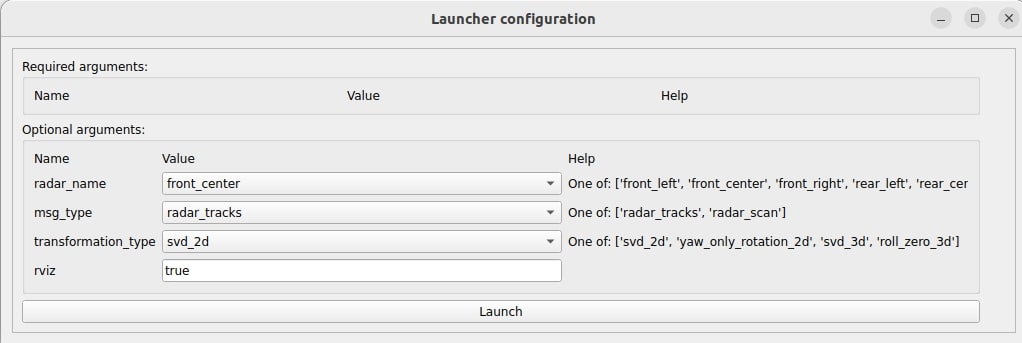 Launcher configuration
Required arguments:
Name Value Help
Optional arguments:
Name Value Help
radar_name front_center One of: ['front_left', 'front_center', 'front_right', 'rear_left', 'rear_cer
msg_type radar_tracks One of: ['radar_tracks', 'radar_scan']
transformation_type svd_2d One of: ['svd_2d', 'yaw_only_rotation_2d', 'svd_3d', 'roll_zero_3d']
rviz true
Launch